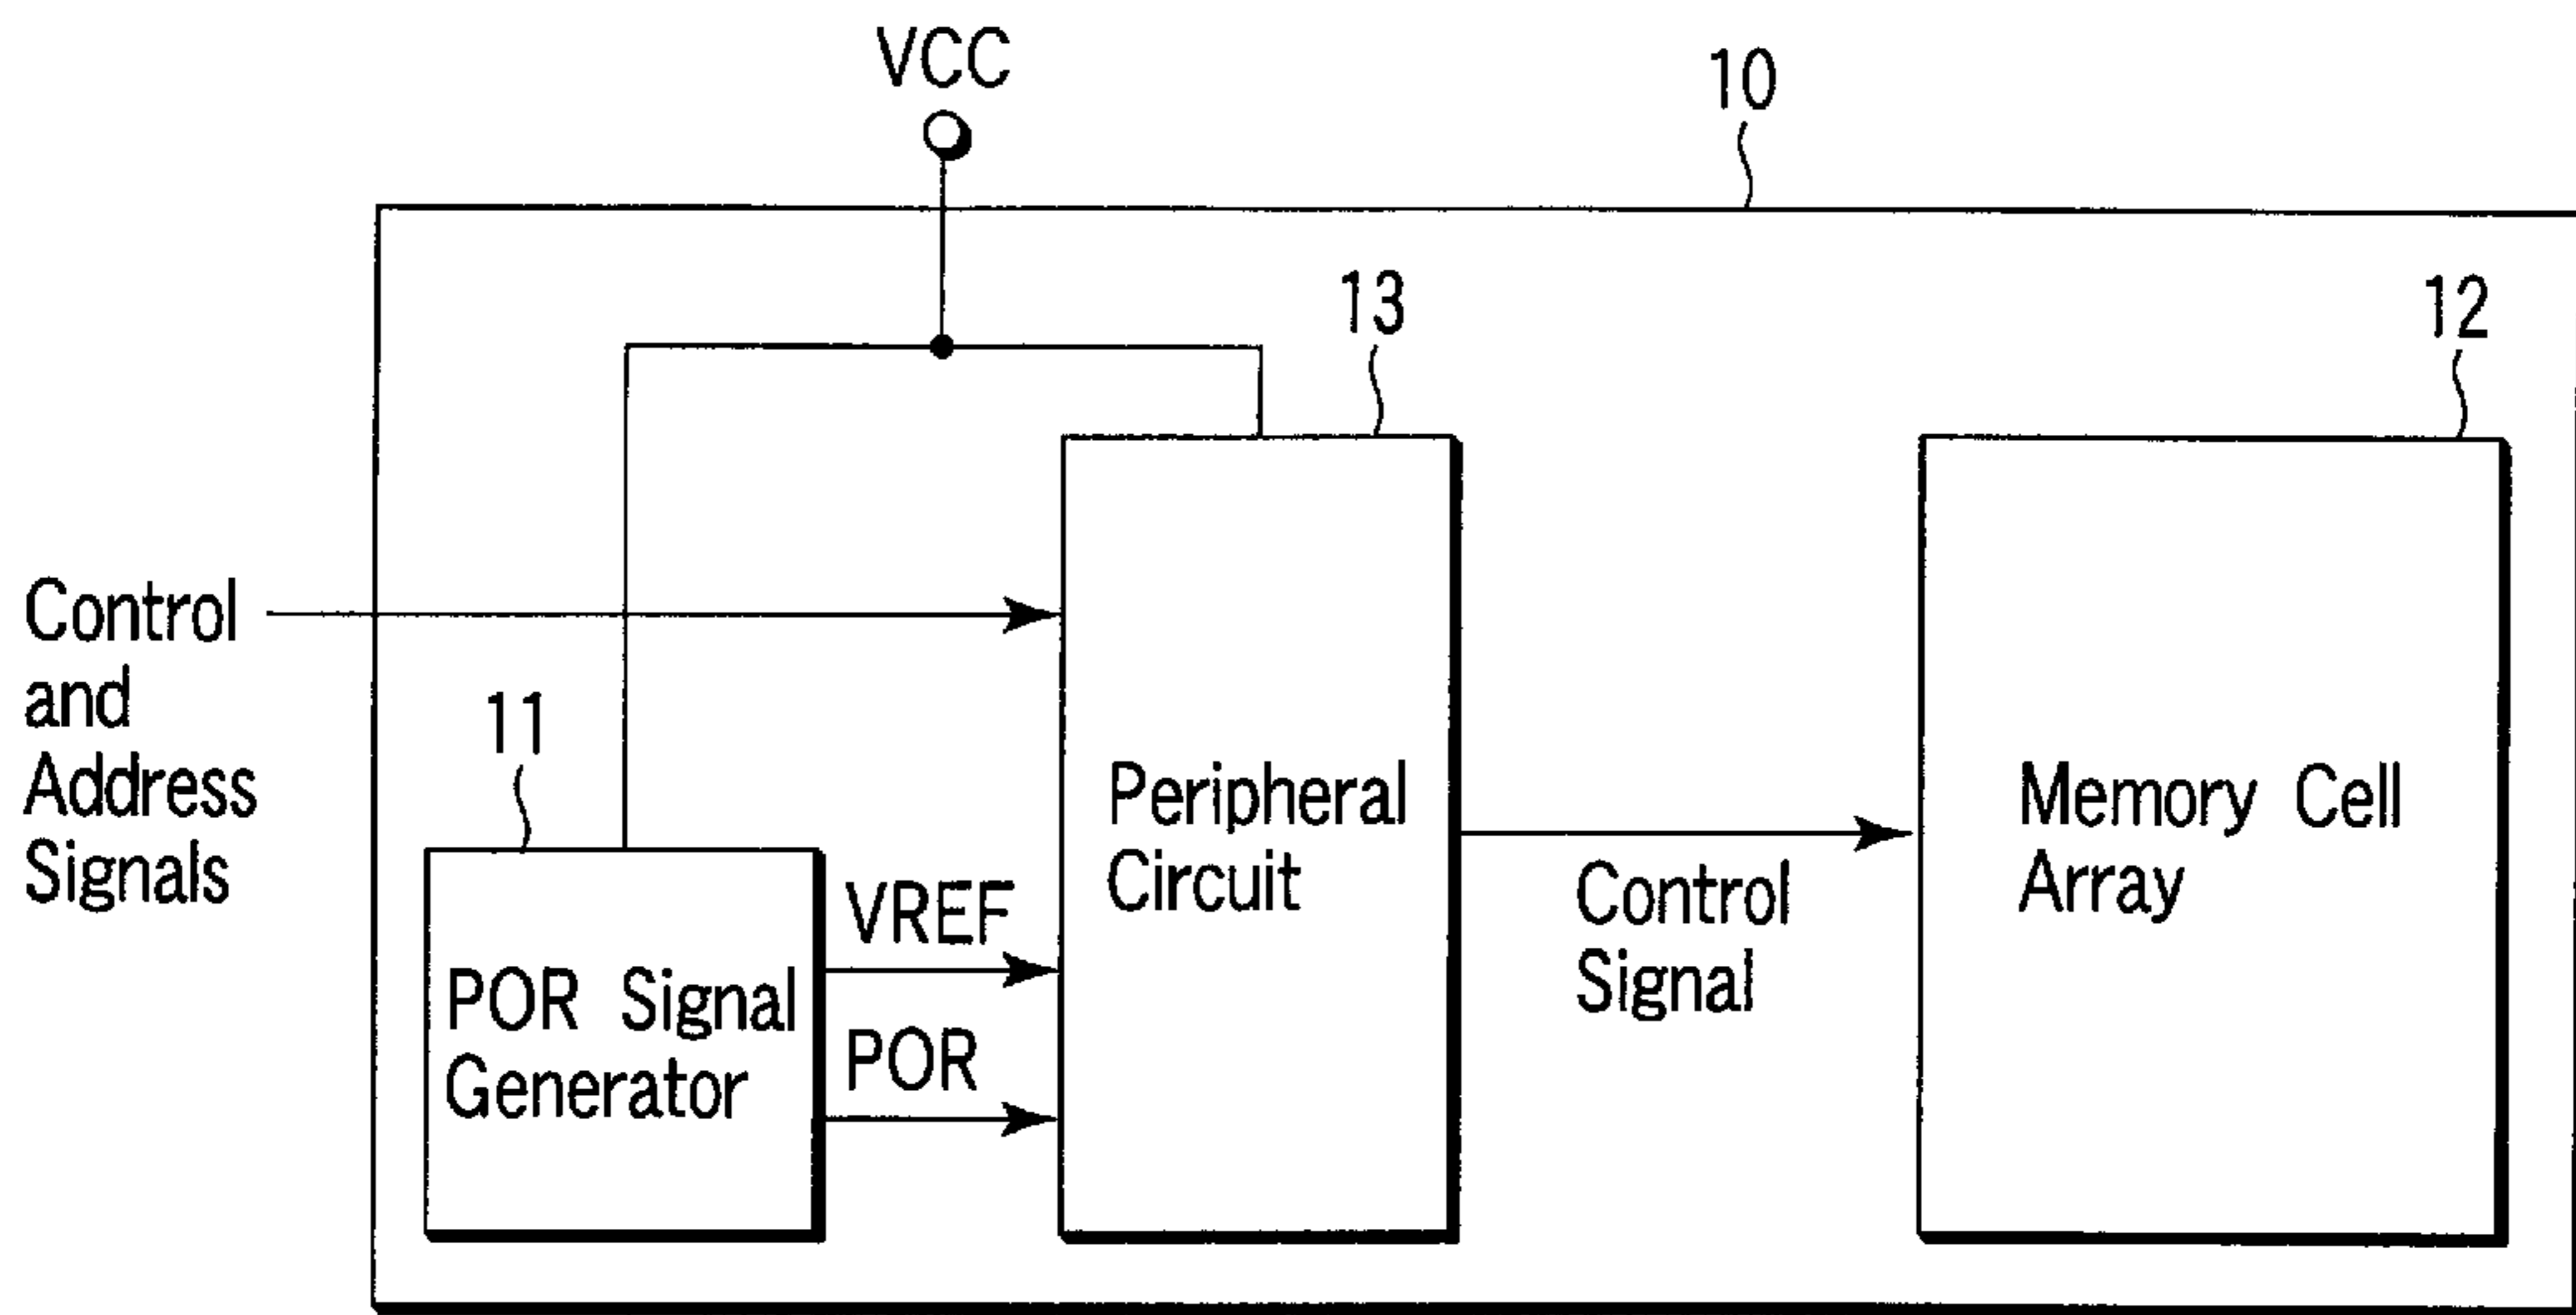 VCC
10
13
12
Control
and
Address
Signals
11
VREF
POR
POR Signal
Generator
Peripheral
Circuit
Control
Signal
Memory Cell
Array